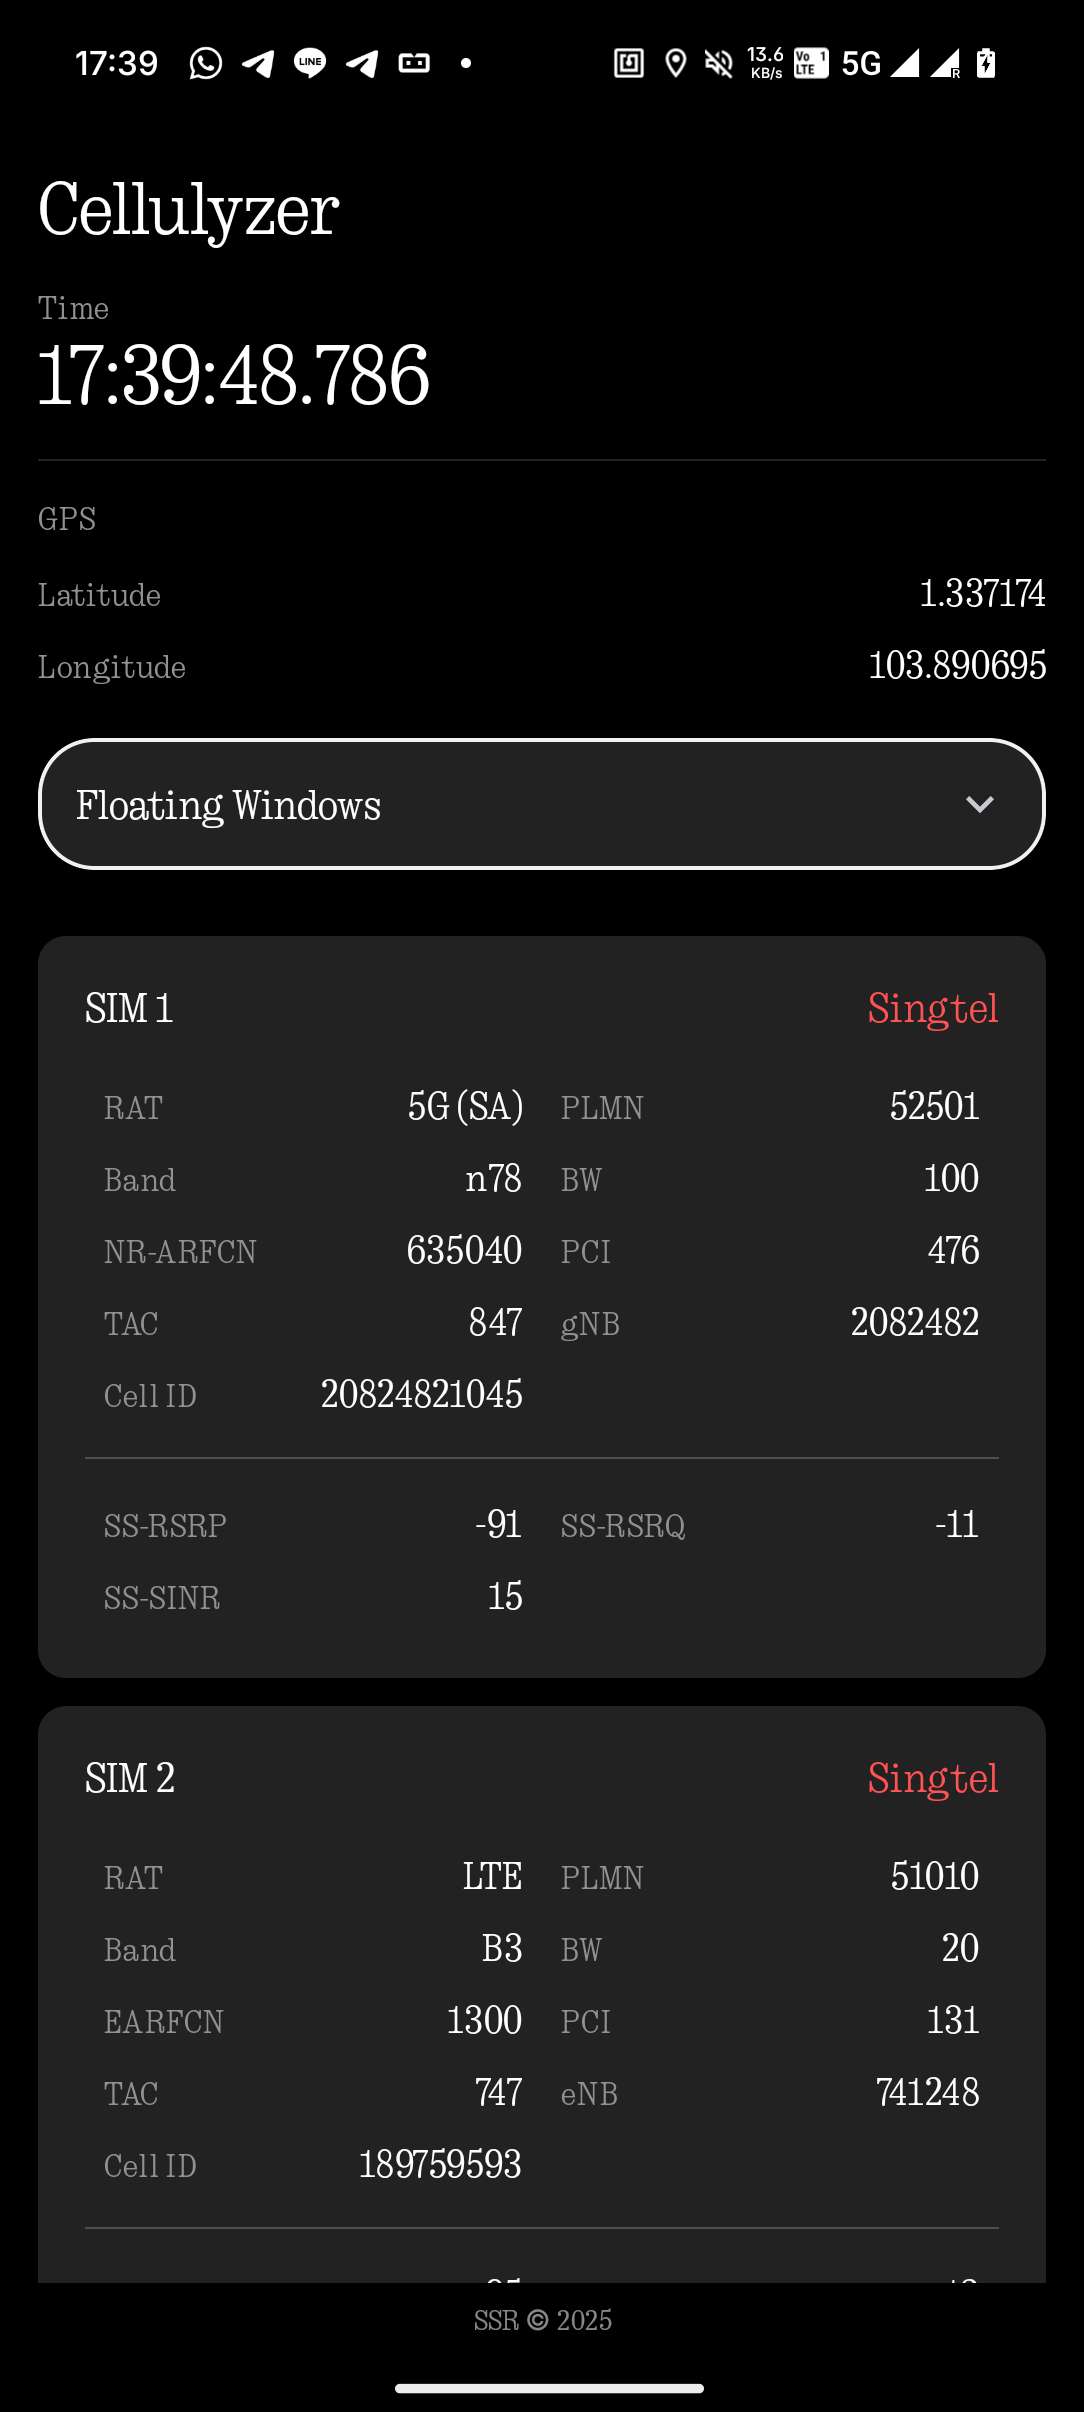 17:39 LINE 13.6 KB/s Vo 1 LTE 5G R
Cellulyzer
Time
17:39:48.786
GPS
Latitude 1.337174
Longitude 103.890695
Floating Windows
SIM 1 Singtel
RAT 5G (SA) PLMN 52501
Band n78 BW 100
NR-ARFCN 635040 PCI 476
TAC 847 gNB 2082482
Cell ID 20824821045
SS-RSRP -91 SS-RSRQ -11
SS-SINR 15
SIM 2 Singtel
RAT LTE PLMN 51010
Band B3 BW 20
EARFCN 1300 PCI 131
TAC 747 eNB 741248
Cell ID 189759593
SSR © 2025